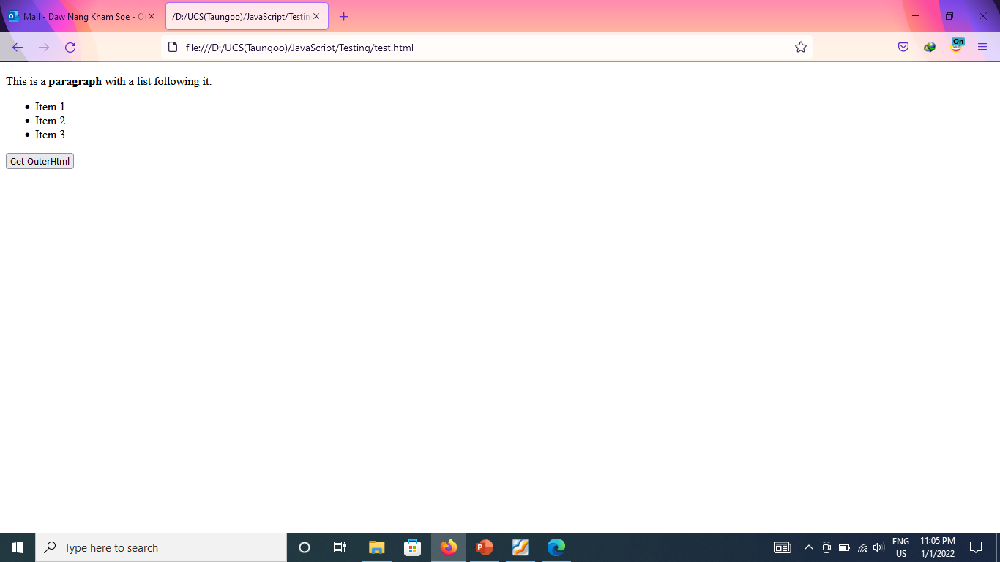 Mail - Daw Nang Kham Soe - O
/D:/UCS(Taungoo)/JavaScript/Testin
file:///D:/UCS(Taungoo)/JavaScript/Testing/test.html
On
This is a paragraph with a list following it.
• Item 1
• Item 2
• Item 3
Get OuterHtml
Type here to search
ENG
US
11:05 PM
1/1/2022